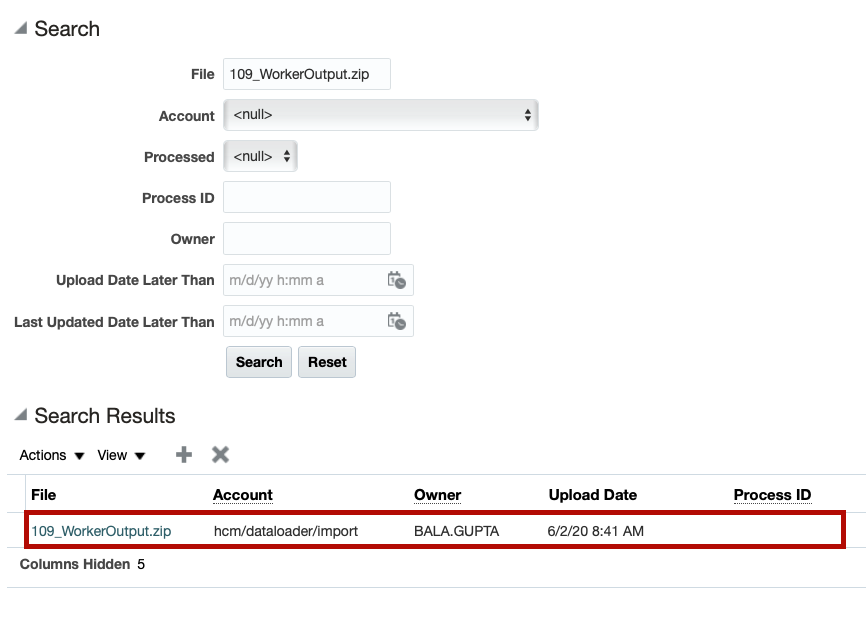 Search
File 109_WorkerOutput.zip
Account <null>
Processed <null>
Process ID
Owner
Upload Date Later Than m/d/yy h:mm a
Last Updated Date Later Than m/d/yy h:mm a
Search Reset
Search Results
Actions View
File Account Owner Upload Date Process ID
109_WorkerOutput.zip hcm/dataloader/import BALA.GUPTA 6/2/20 8:41 AM
Columns Hidden 5